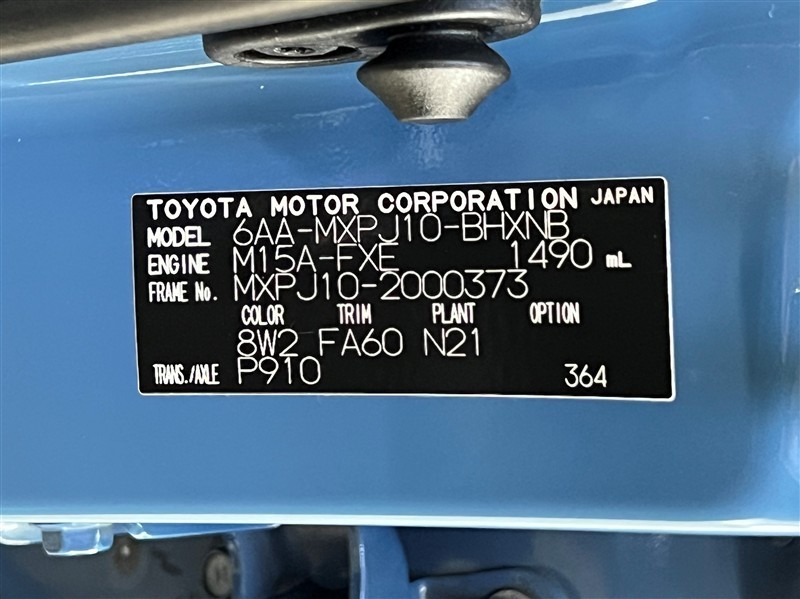 TOYOTA MOTOR CORPORATION JAPAN
MODEL 6AA-MXPJ10-BHXNB
ENGINE M15A-FXE 1490 mL
FRAME No. MXPJ10-2000373
COLOR TRIM PLANT OPTION
8W2 FA60 N21
TRANS./AXLE P910 364